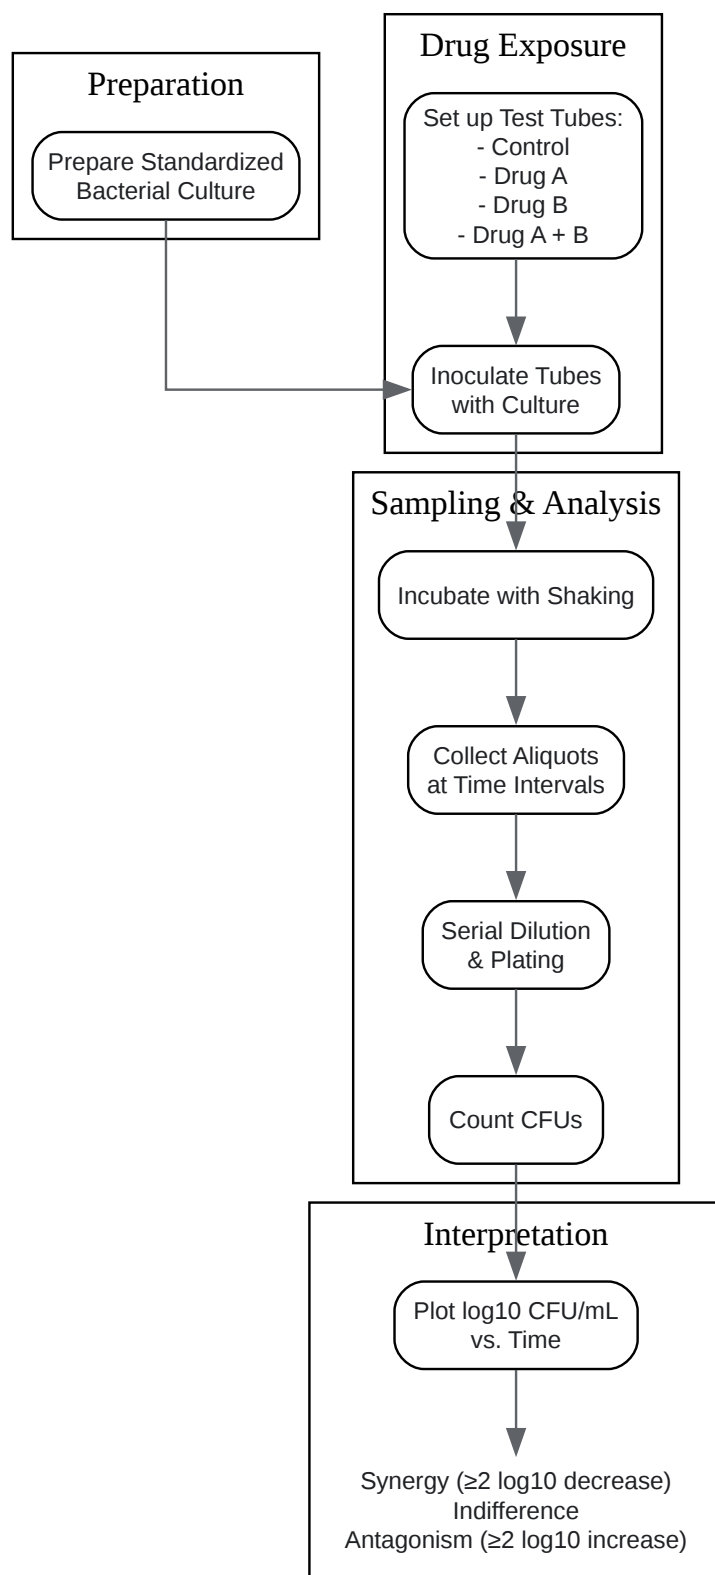 Preparation
Prepare Standardized
Bacterial Culture
Drug Exposure
Set up Test Tubes:
- Control
- Drug A
- Drug B
- Drug A + B
Inoculate Tubes
with Culture
Sampling & Analysis
Incubate with Shaking
Collect Aliquots
at Time Intervals
Serial Dilution
& Plating
Count CFUs
Interpretation
Plot log10 CFU/mL
vs. Time
Synergy (≥2 log10 decrease)
Indifference
Antagonism (≥2 log10 increase)